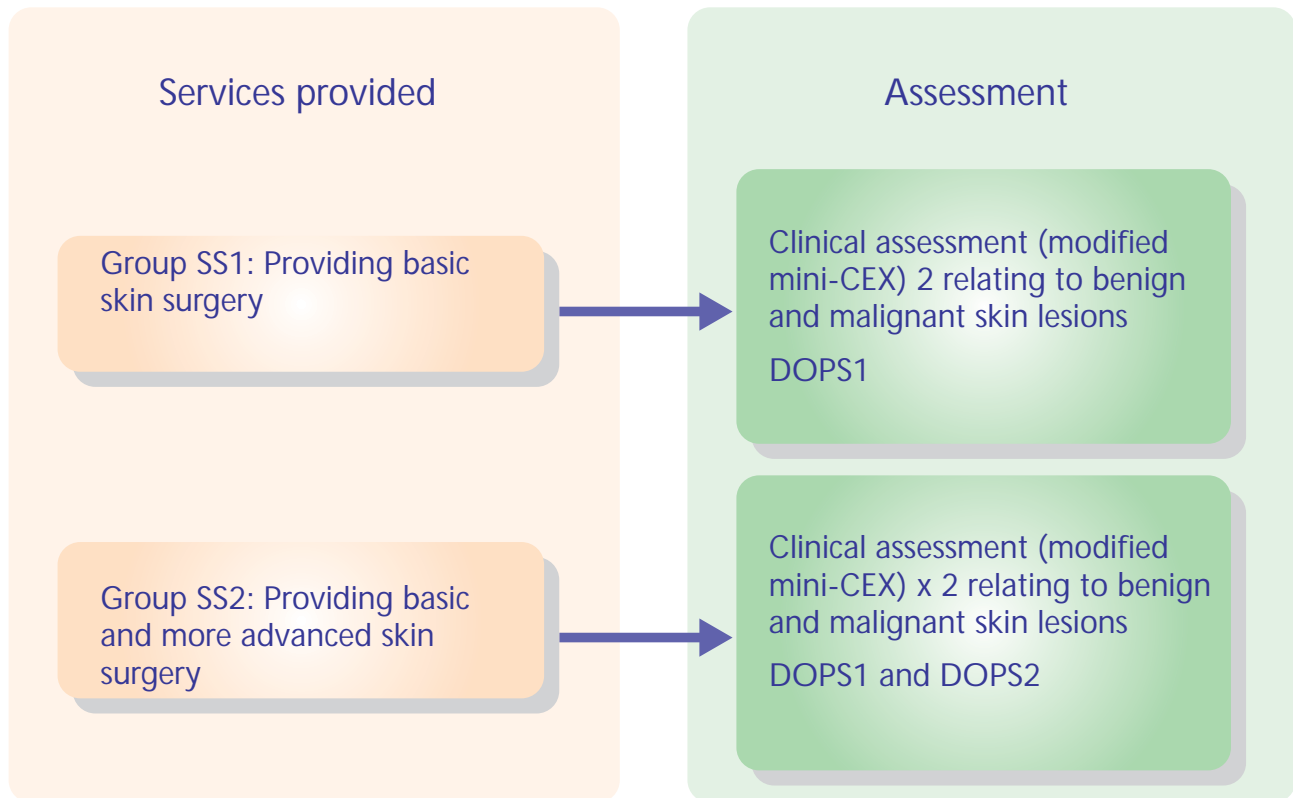 Services provided
Group SS1: Providing basic
skin surgery
Group SS2: Providing basic
and more advanced skin
surgery
Assessment
Clinical assessment (modified
mini-CEX) 2 relating to benign
and malignant skin lesions
DOPS1
Clinical assessment (modified
mini-CEX) x 2 relating to benign
and malignant skin lesions
DOPS1 and DOPS2